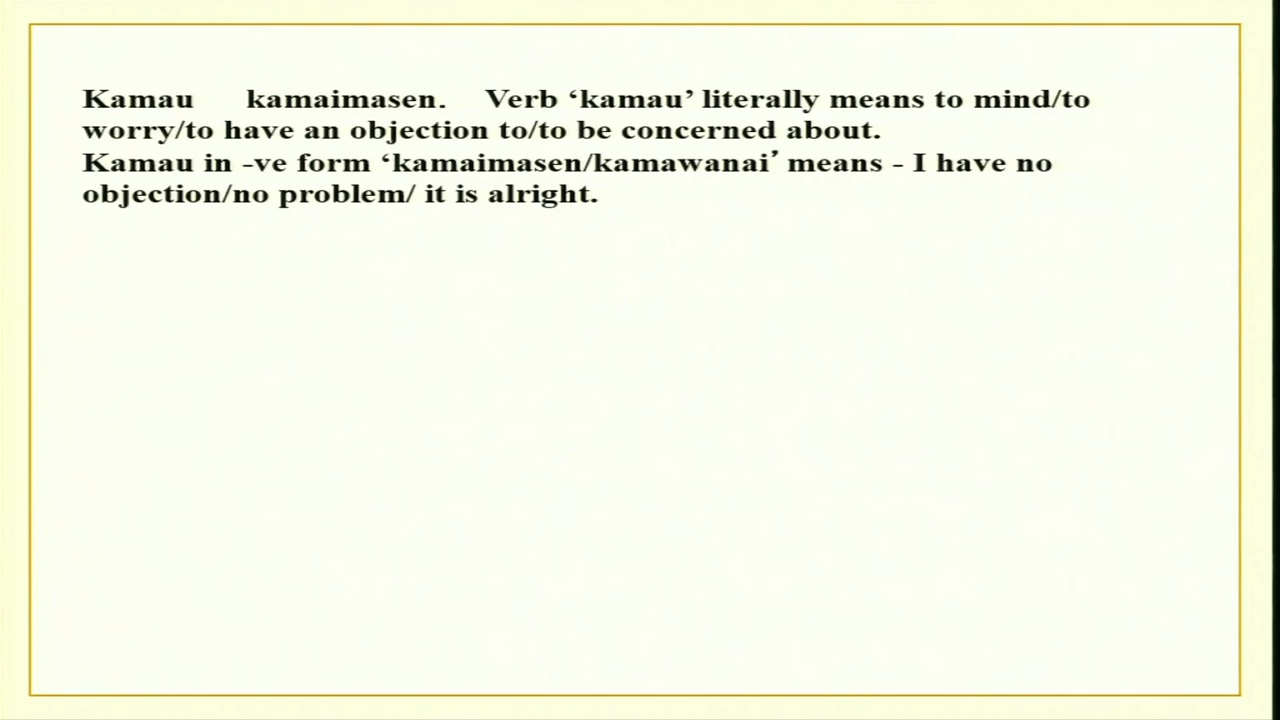 Kamau kamaimasen. Verb ‘kamau’ literally means to mind/to
worry/to have an objection to/to be concerned about.
Kamau in -ve form ‘kamaimasen/kamawanai’ means - I have no
objection/no problem/ it is alright.